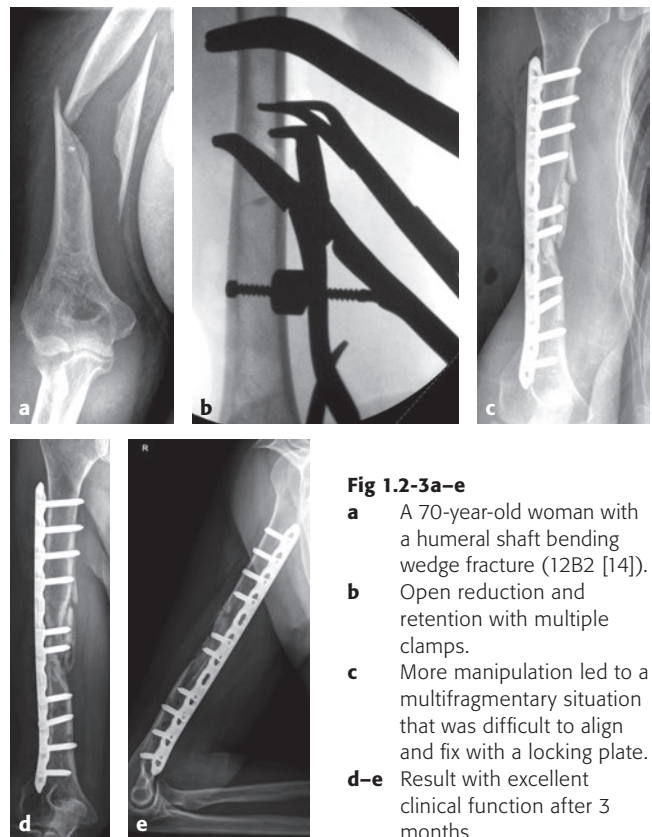 a
b
c
d
e
R
Fig 1.2-3a–e
a A 70-year-old woman with
a humeral shaft bending
wedge fracture (12B2 [14]).
b Open reduction and
retention with multiple
clamps.
c More manipulation led to a
multifragmentary situation
that was difficult to align
and fix with a locking plate.
d–e Result with excellent
clinical function after 3
months